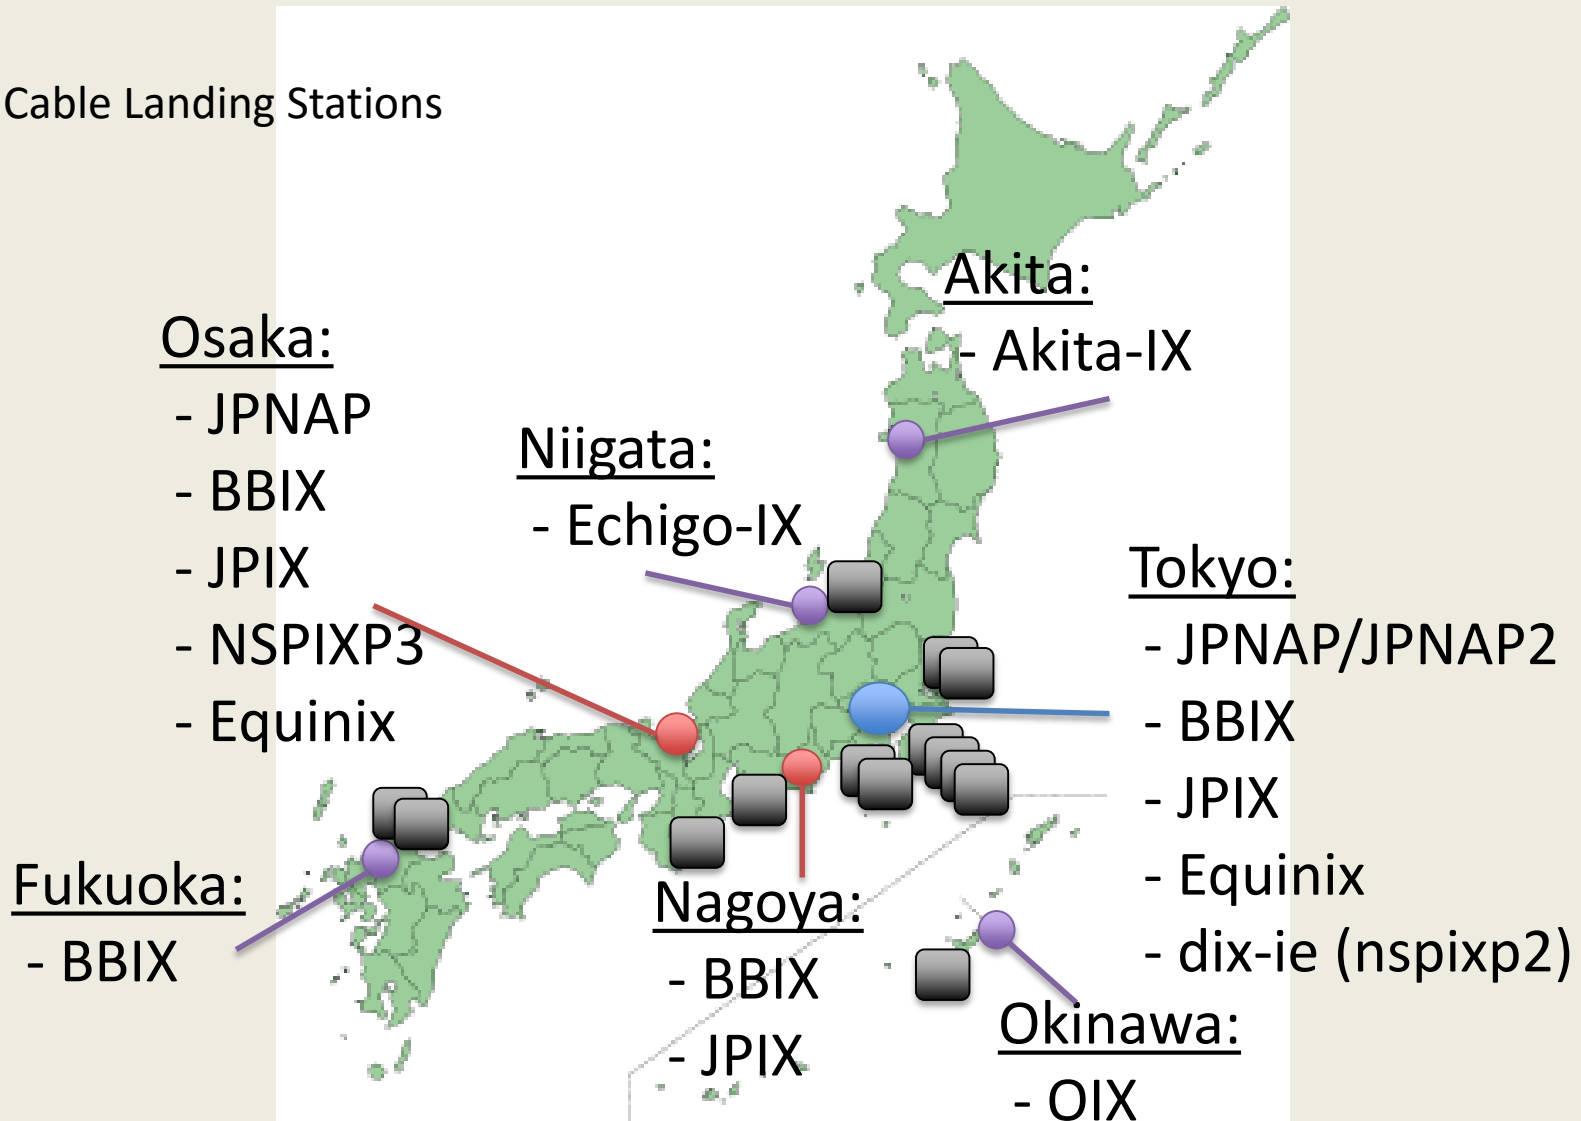 Cable Landing Stations
Akita:
- Akita-IX
Osaka:
- JPNAP
- BBIX
- JPIX
- NSPIXP3
- Equinix
Niigata:
- Echigo-IX
Tokyo:
- JPNAP/JPNAP2
- BBIX
- JPIX
- Equinix
- dix-ie (nspixp2)
Fukuoka:
- BBIX
Nagoya:
- BBIX
- JPIX
Okinawa:
- OIX